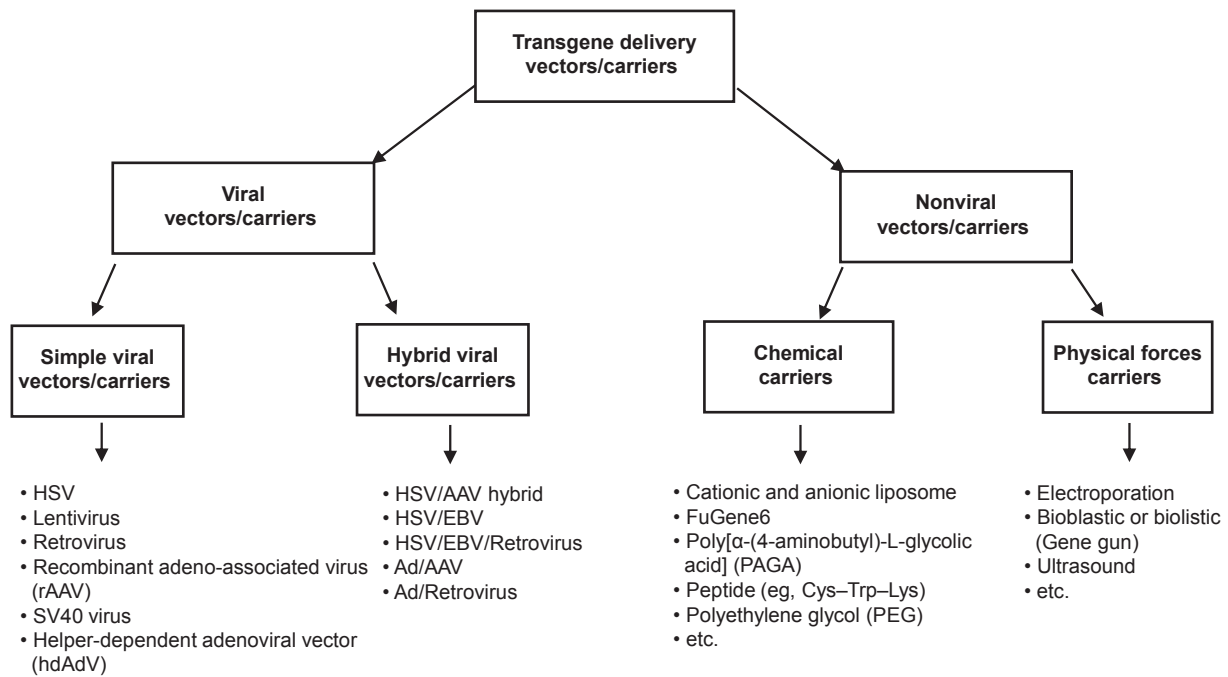 Transgene delivery
vectors/carriers
Viral
vectors/carriers
Nonviral
vectors/carriers
Simple viral
vectors/carriers
Hybrid viral
vectors/carriers
Chemical
carriers
Physical forces
carriers
• HSV
• Lentivirus
• Retrovirus
• Recombinant adeno-associated virus
(rAAV)
• SV40 virus
• Helper-dependent adenoviral vector
(hdAdV)
• HSV/AAV hybrid
• HSV/EBV
• HSV/EBV/Retrovirus
• Ad/AAV
• Ad/Retrovirus
• Cationic and anionic liposome
• FuGene6
• Poly[α-(4-aminobutyl)-L-glycolic
acid] (PAGA)
• Peptide (eg, Cys–Trp–Lys)
• Polyethylene glycol (PEG)
• etc.
• Electroporation
• Bioblastic or biolistic
(Gene gun)
• Ultrasound
• etc.